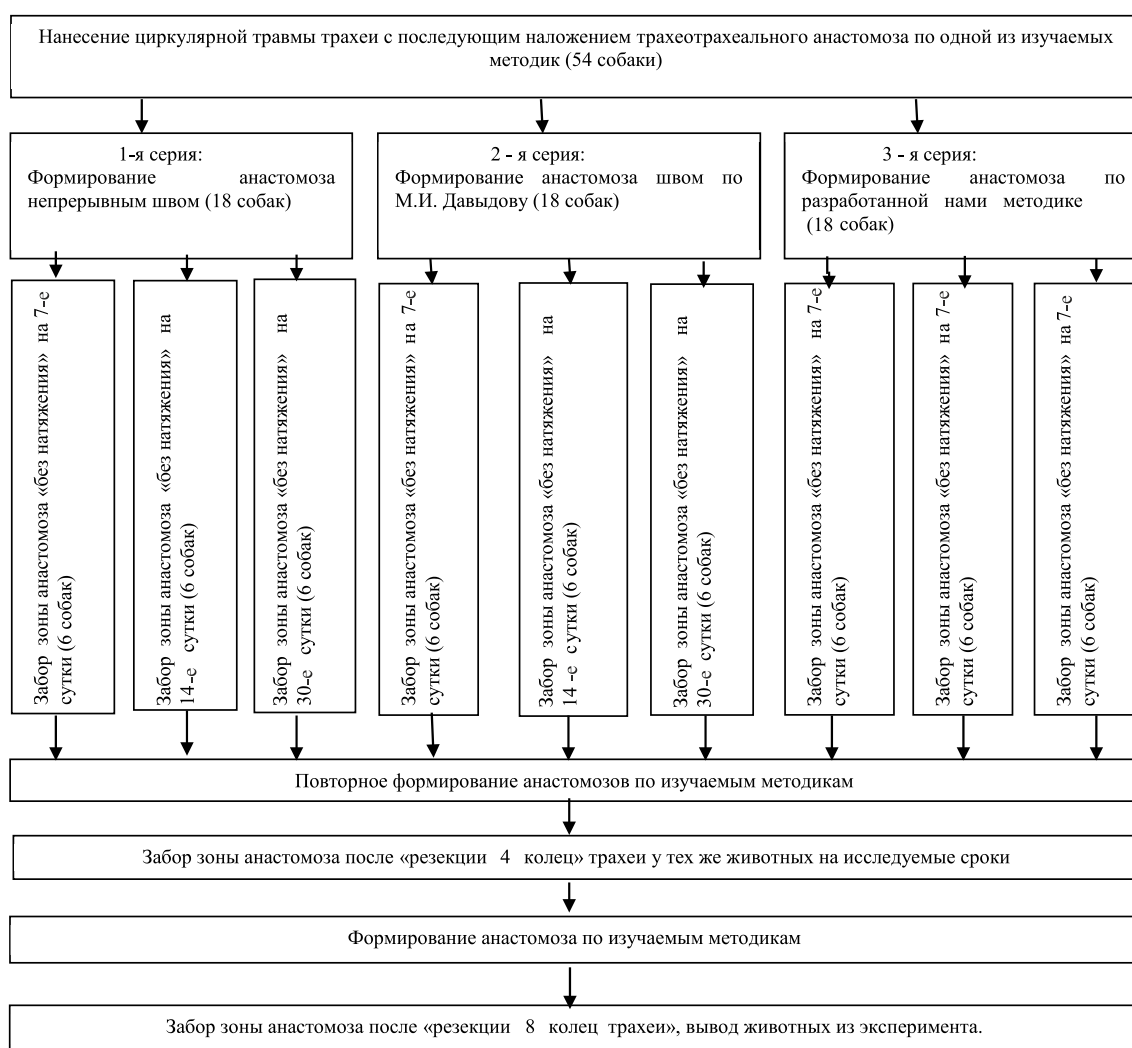 Нанесение циркулярной травмы трахеи с последующим наложением трахеотрахеального анастомоза по одной из изучаемых
методик (54 собаки)
1-я серия:
Формирование анастомоза
непрерывным швом (18 собак)
2 - я серия:
Формирование анастомоза швом по
М.И. Давыдову (18 собак)
3 - я серия:
Формирование анастомоза по
разработанной нами методике
(18 собак)
Забор зоны анастомоза «без натяжения» на 7-е
сутки (6 собак)
Забор зоны анастомоза «без натяжения» на
14-е сутки (6 собак)
Забор зоны анастомоза «без натяжения» на
30-е сутки (6 собак)
Забор зоны анастомоза «без натяжения» на 7-е
сутки (6 собак)
Забор зоны анастомоза «без натяжения» на
14-е сутки (6 собак)
Забор зоны анастомоза «без натяжения» на
30-е сутки (6 собак)
Забор зоны анастомоза «без натяжения» на 7-е
сутки (6 собак)
Забор зоны анастомоза «без натяжения» на 7-е
сутки (6 собак)
Забор зоны анастомоза «без натяжения» на 7-е
сутки (6 собак)
Повторное формирование анастомозов по изучаемым методикам
Забор зоны анастомоза после «резекции 4 колец» трахеи у тех же животных на исследуемые сроки
Формирование анастомоза по изучаемым методикам
Забор зоны анастомоза после «резекции 8 колец трахеи», вывод животных из эксперимента.